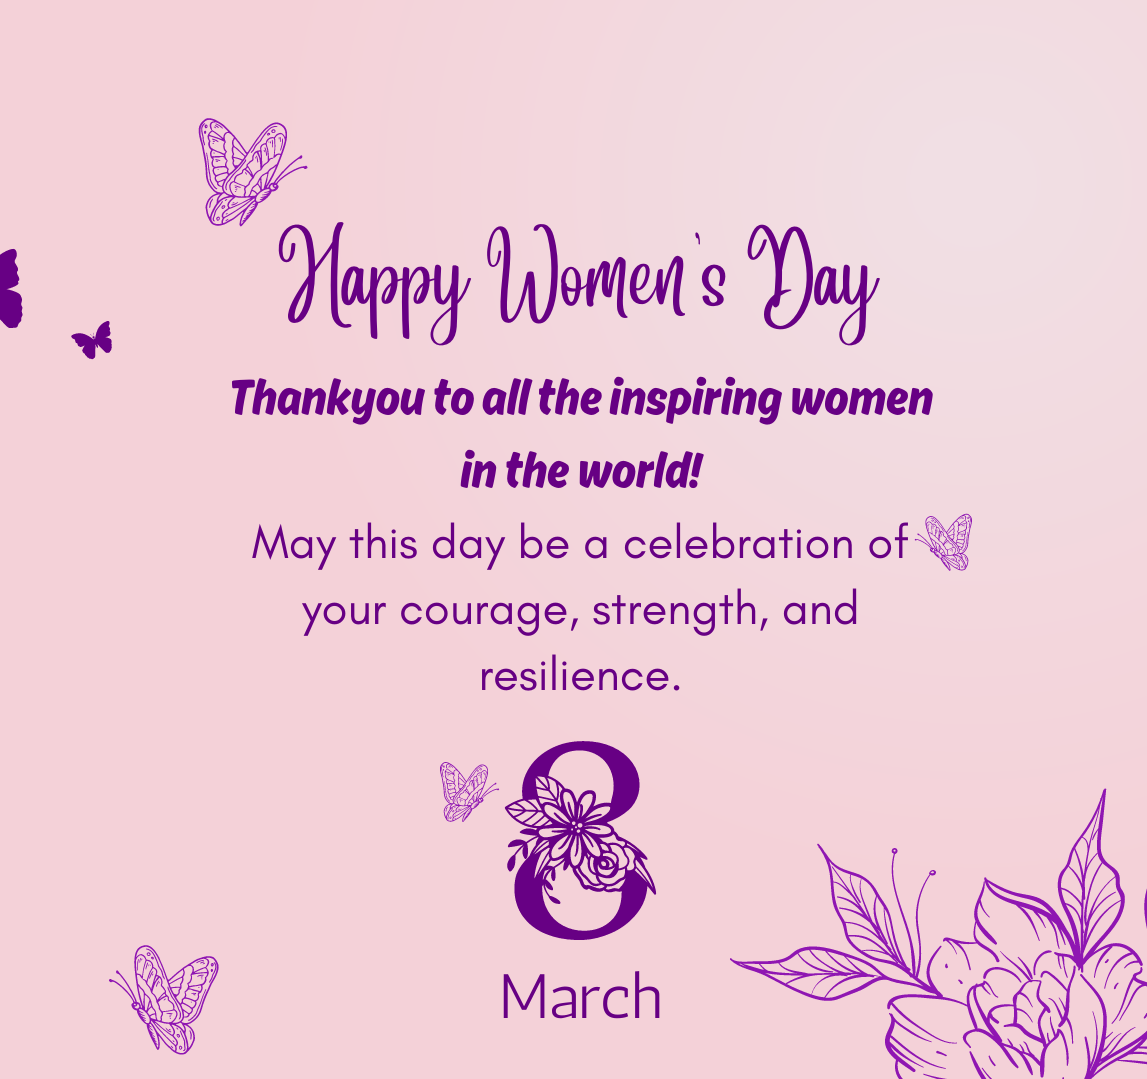 Happy Women's Day
Thankyou to all the inspiring women
in the world!
May this day be a celebration of
your courage, strength, and
resilience.
8
March